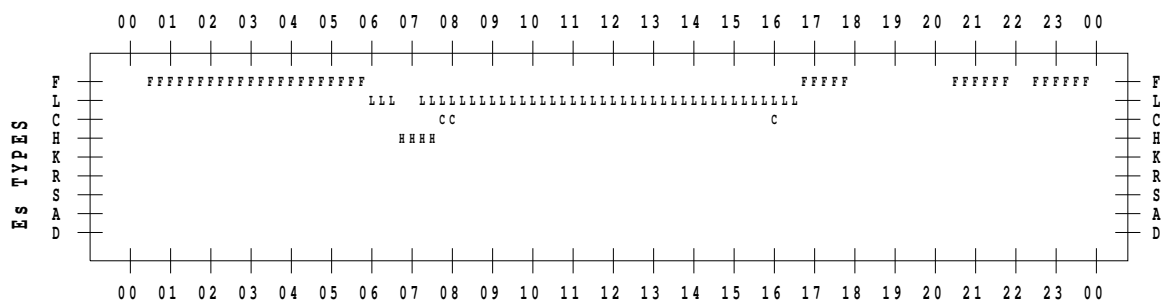 00 01 02 03 04 05 06 07 08 09 10 11 12 13 14 15 16 17 18 19 20 21 22 23 00
Es TYPES
F FFFFFFFFFFFFFFFFFFFFFF FFFFF FFFFFF FFFFFF F
L LLL LLLLLLLLLLLLLLLLLLLLLLLLLLLLLLLLLLLLLL L
C CC C C
H HHHH H
K K
R R
S S
A A
D D
00 01 02 03 04 05 06 07 08 09 10 11 12 13 14 15 16 17 18 19 20 21 22 23 00